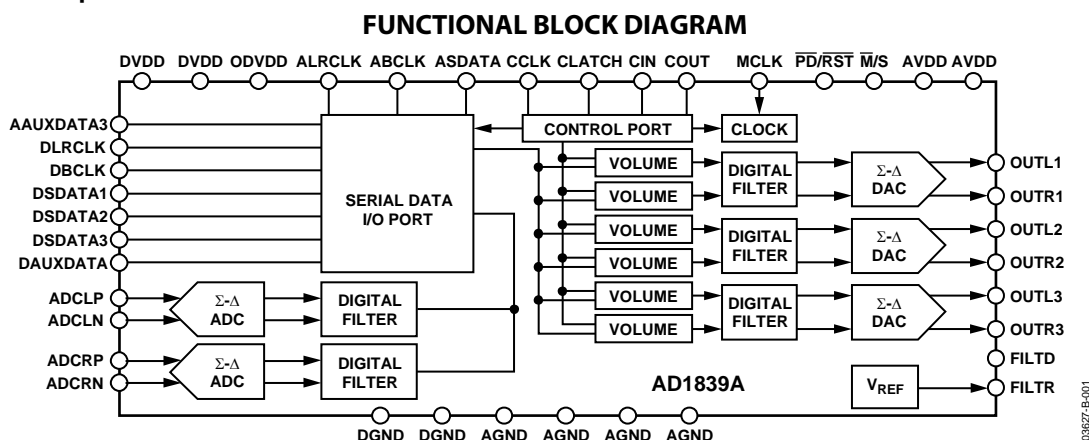 FUNCTIONAL BLOCK DIAGRAM
DVDD DVDD ODVDD ALRCLK ABCLK ASDATA CCLK CLATCH CIN COUT MCLK PD/RST M/S AVDD AVDD
AAUXDATA3
DLRCLK
DBCLK
DSDATA1
DSDATA2
DSDATA3
DAUXDATA
ADCLP
ADCLN
ADCRP
ADCRN
SERIAL DATA
I/O PORT
Σ-Δ
ADC
DIGITAL
FILTER
Σ-Δ
ADC
DIGITAL
FILTER
CONTROL PORT
CLOCK
VOLUME
VOLUME
VOLUME
VOLUME
VOLUME
VOLUME
DIGITAL
FILTER
DIGITAL
FILTER
DIGITAL
FILTER
Σ-Δ
DAC
Σ-Δ
DAC
Σ-Δ
DAC
OUTL1
OUTR1
OUTL2
OUTR2
OUTL3
OUTR3
FILTD
FILTR
AD1839A
VREF
DGND DGND AGND AGND AGND AGND
03627-B-001